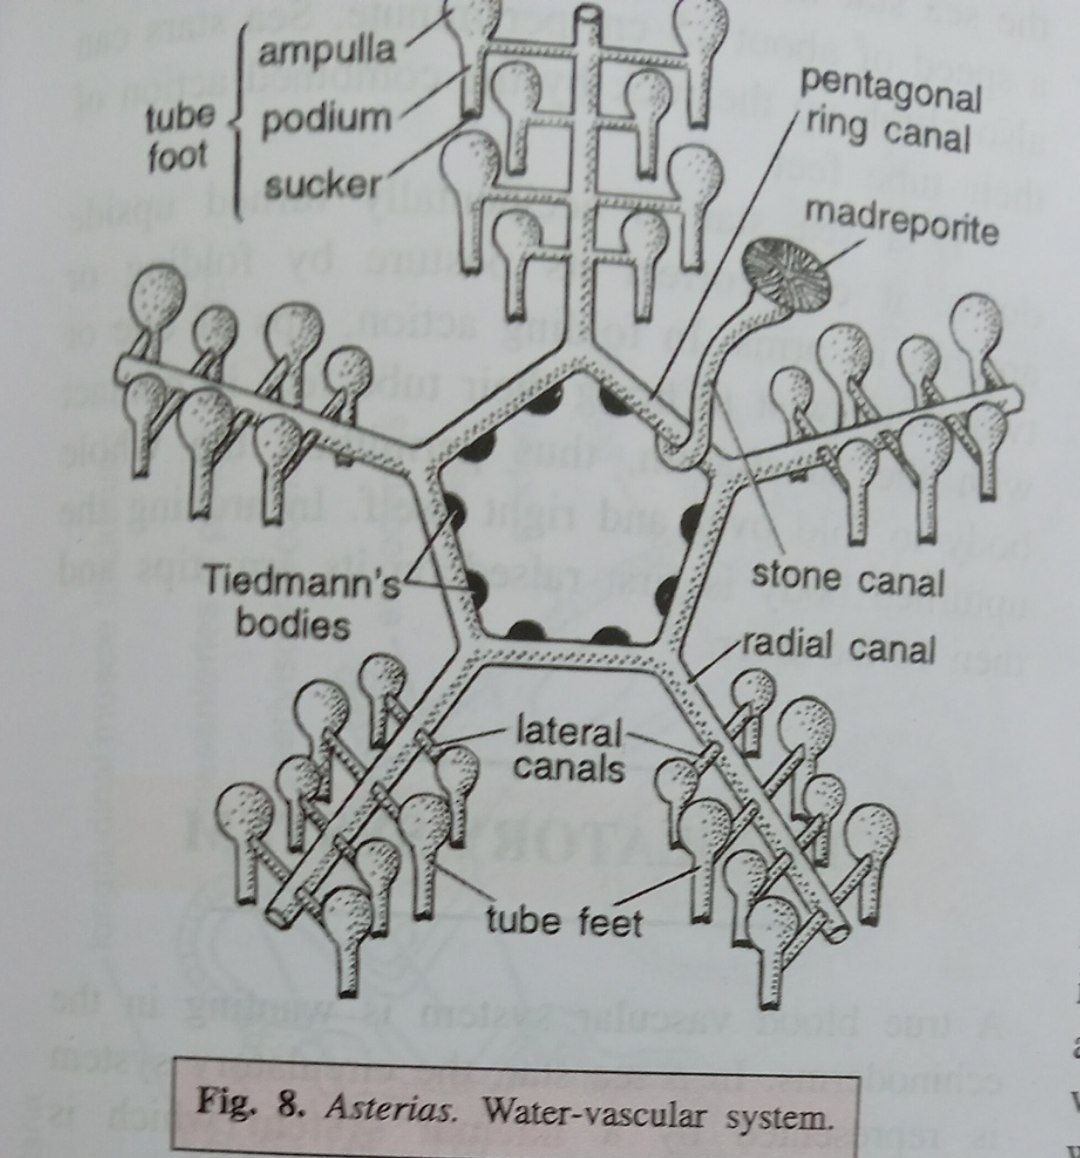 ampulla
tube
foot
podium
sucker
pentagonal
ring canal
madreporite
Tiedmann's
bodies
stone canal
radial canal
lateral
canals
tube feet
Fig. 8. Asterias. Water-vascular system.